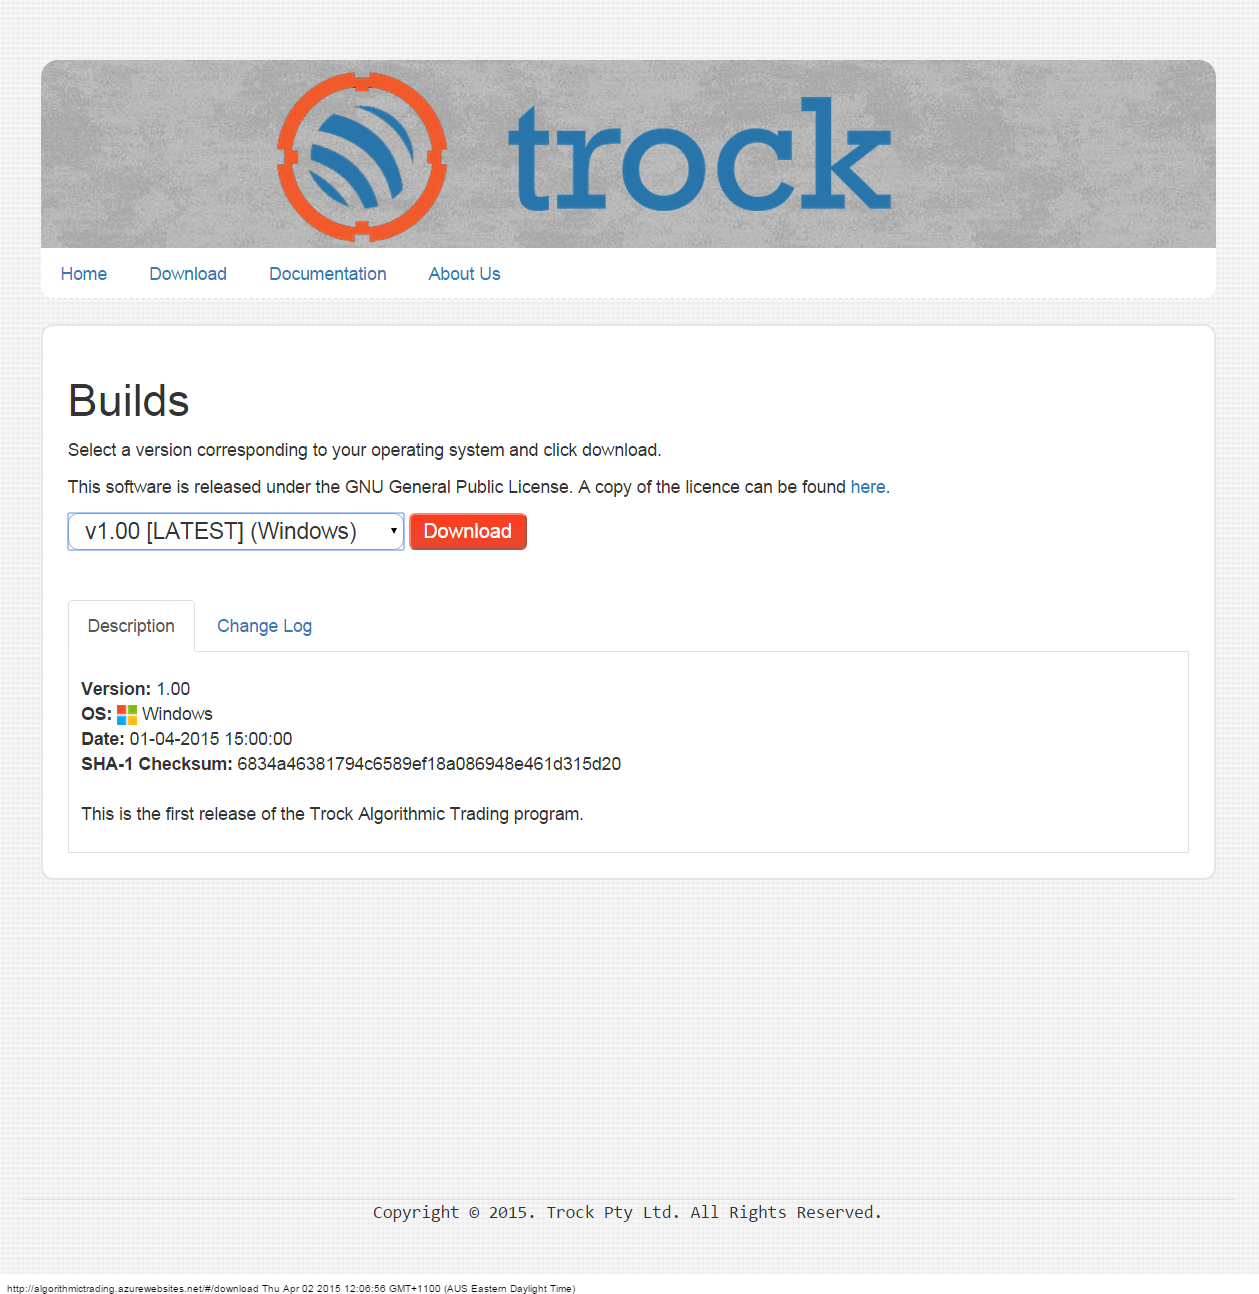 trock
Home Download Documentation About Us
Builds
Select a version corresponding to your operating system and click download.
This software is released under the GNU General Public License. A copy of the licence can be found here.
v1.00 [LATEST] (Windows) Download
Description Change Log
Version: 1.00
OS: Windows
Date: 01-04-2015 15:00:00
SHA-1 Checksum: 6834a46381794c6589ef18a086948e461d315d20
This is the first release of the Trock Algorithmic Trading program.
Copyright © 2015. Trock Pty Ltd. All Rights Reserved.
http://algorithmictrading.azurewebsites.net/#/download Thu Apr 02 2015 12:06:56 GMT+1100 (AUS Eastern Daylight Time)